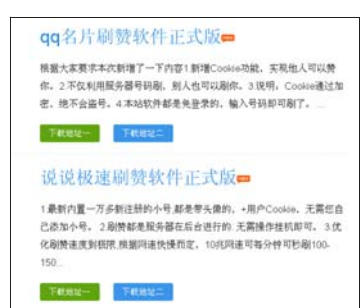 qq名片刷赞软件正式版
根据大家要求本次新增了一下内容1.新增Cookie功能，实现他人可以赞
你。2.不仅利用服务器号码刷，别人也可以刷你。3.说明，Cookie通过加
密，绝不会盗号。4.本站软件都是免登录的，输入号码即可刷了。 ...
下载地址一 下载地址二
说说极速刷赞软件正式版
1.最新内置一万多新注册的小号,都是带头像的，+用户Cookie，无需您自
己添加小号。 2.刷赞都是服务器在后台进行的.无需操作挂机即可。 3.优
化刷赞速度到极限,根据网速快慢而定，10兆网速可每分钟可秒刷100-
150...
下载地址一 下载地址二